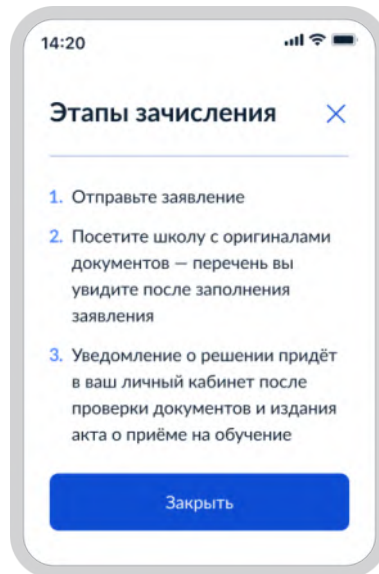 14:20
Этапы зачисления
1. Отправьте заявление
2. Посетите школу с оригиналами
документов — перечень вы
увидите после заполнения
заявления
3. Уведомление о решении придёт
в ваш личный кабинет после
проверки документов и издания
акта о приёме на обучение
Закрыть